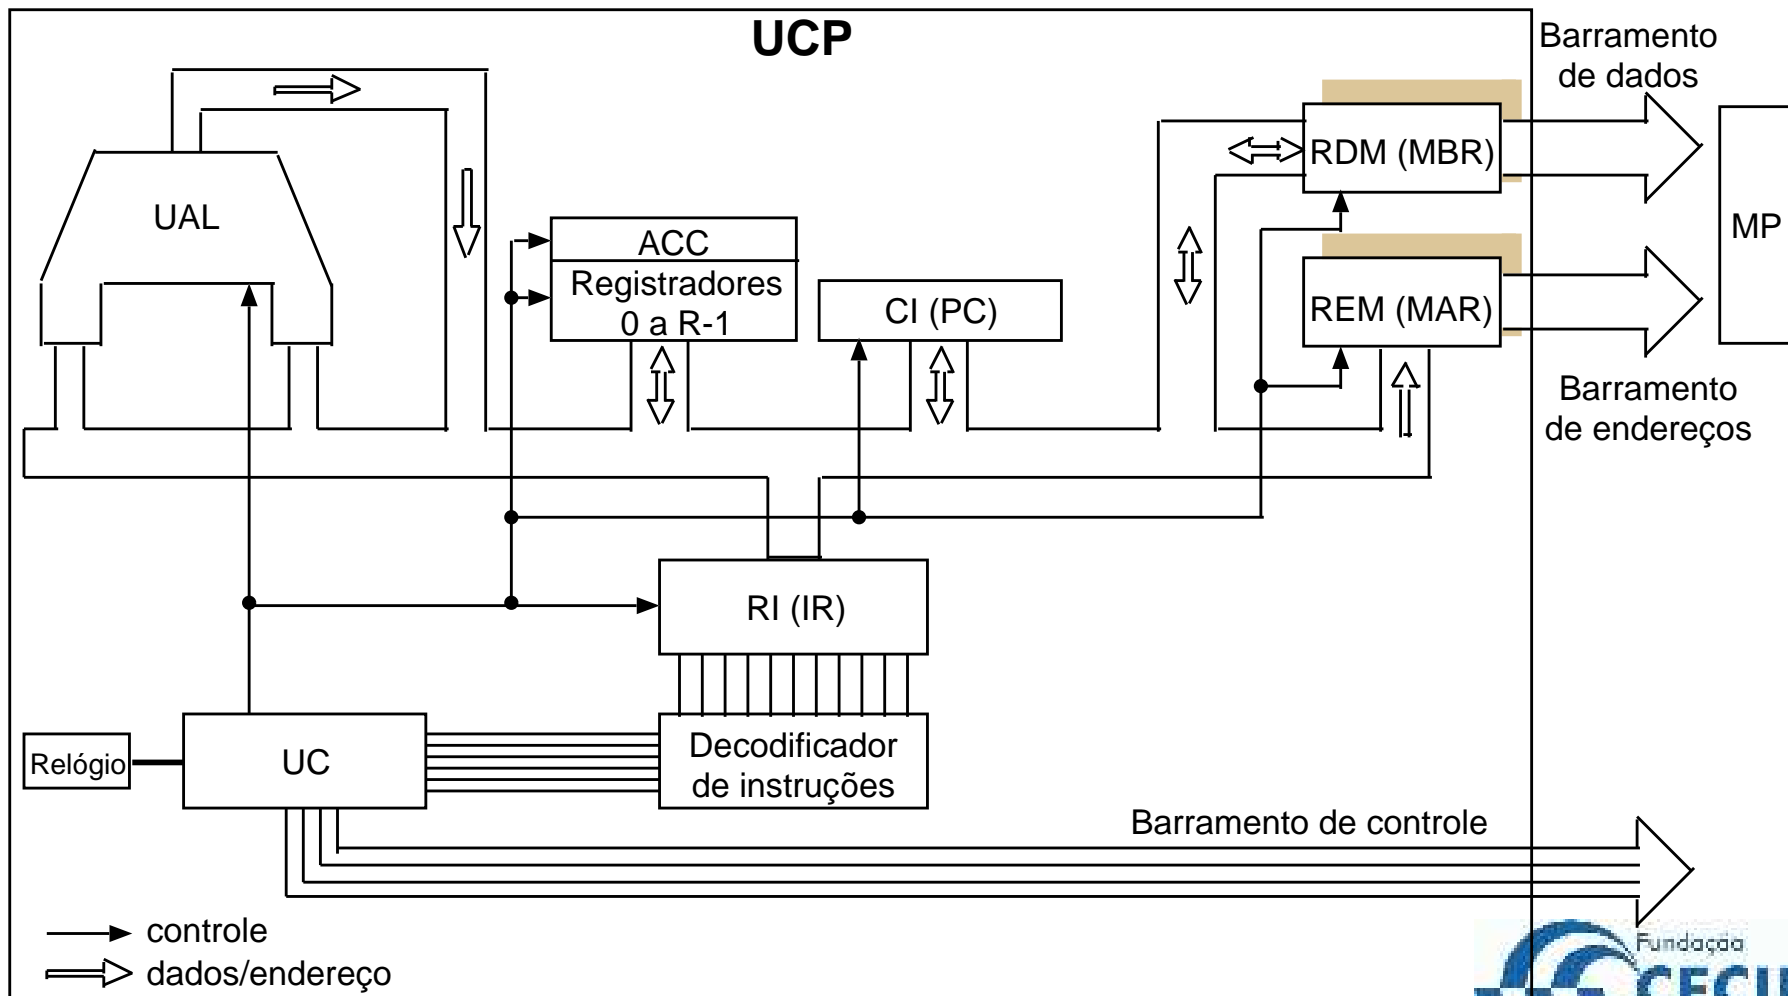 UCP
Barramento
de dados
RDM (MBR)
UAL
MP
ACC
Registradores
0 a R-1
CI (PC)
REM (MAR)
Barramento
de endereços
RI (IR)
Relógio
UC
Decodificador
de instruções
Barramento de controle
controle
dados/endereço
Fundação